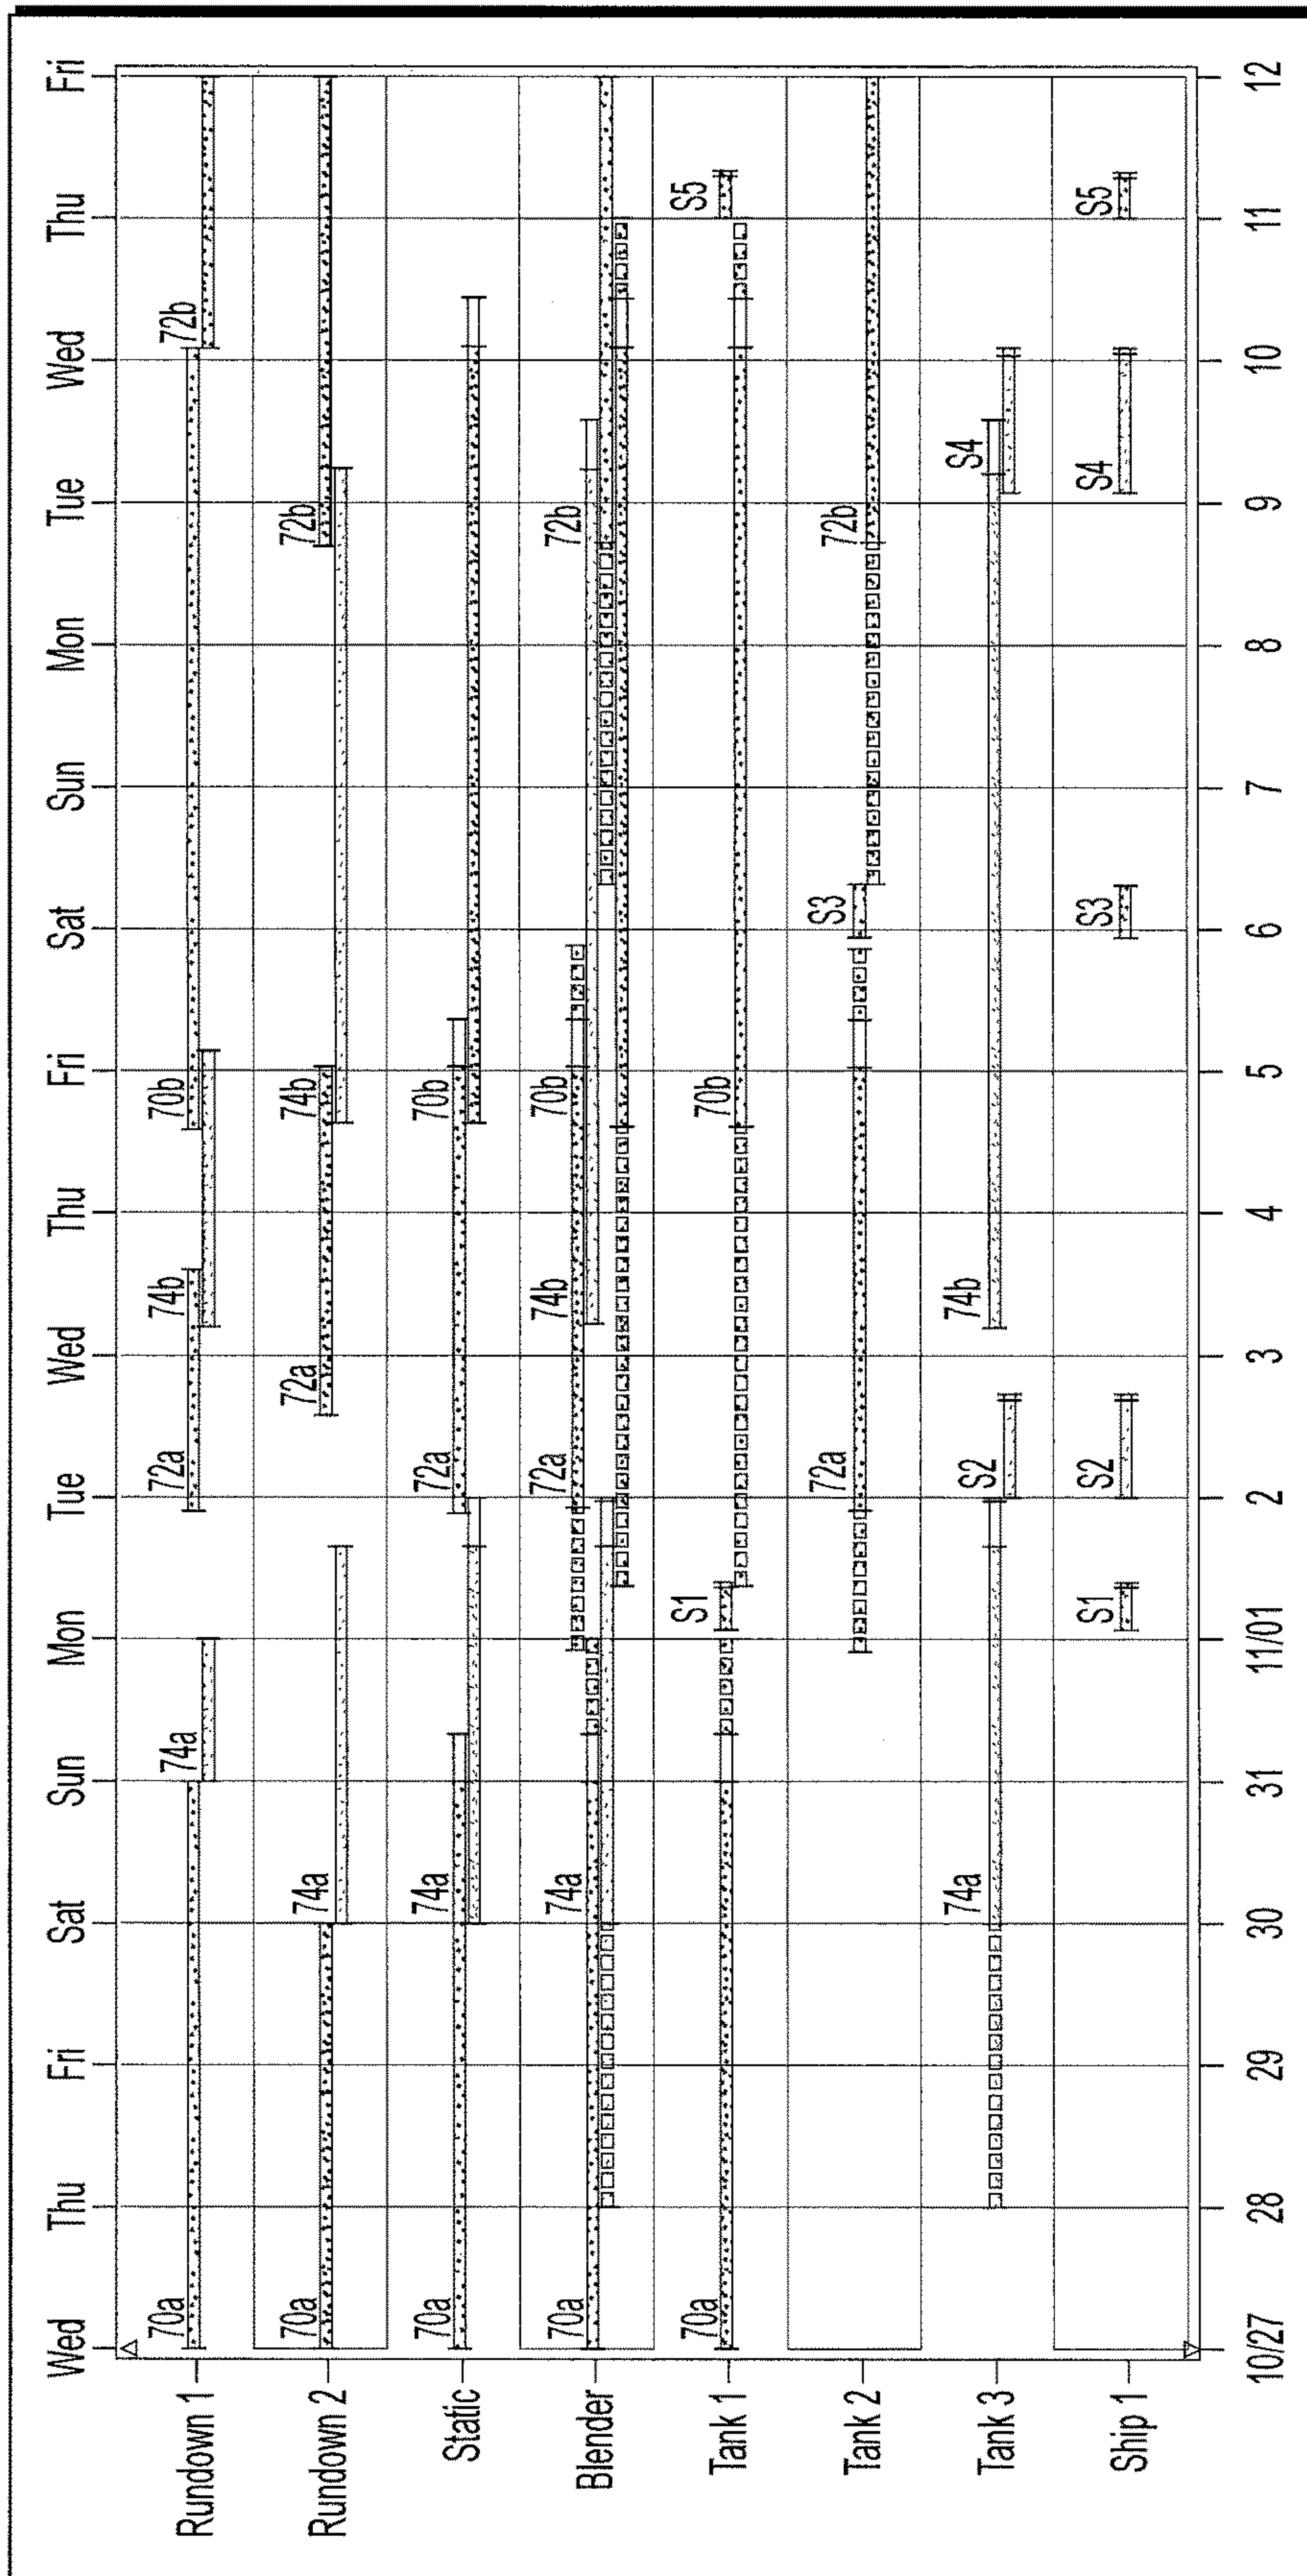 Wed Thu Fri Sat Sun Mon Tue Wed Thu Fri Sat Sun Mon Tue Wed Thu Fri
Rundown 1 70a 74a 72a 74b 70b 72b
Rundown 2 70a 74a 72a 74b 72b
Static 70a 74a 72a 70b
Blender 70a 74a 72a 74b 70b 72b
Tank 1 70a S1 70b S5
Tank 2 72a S3 72b
Tank 3 74a S2 74b S4
Ship 1 S1 S2 S3 S4 S5
10/27 28 29 30 31 11/01 2 3 4 5 6 7 8 9 10 11 12